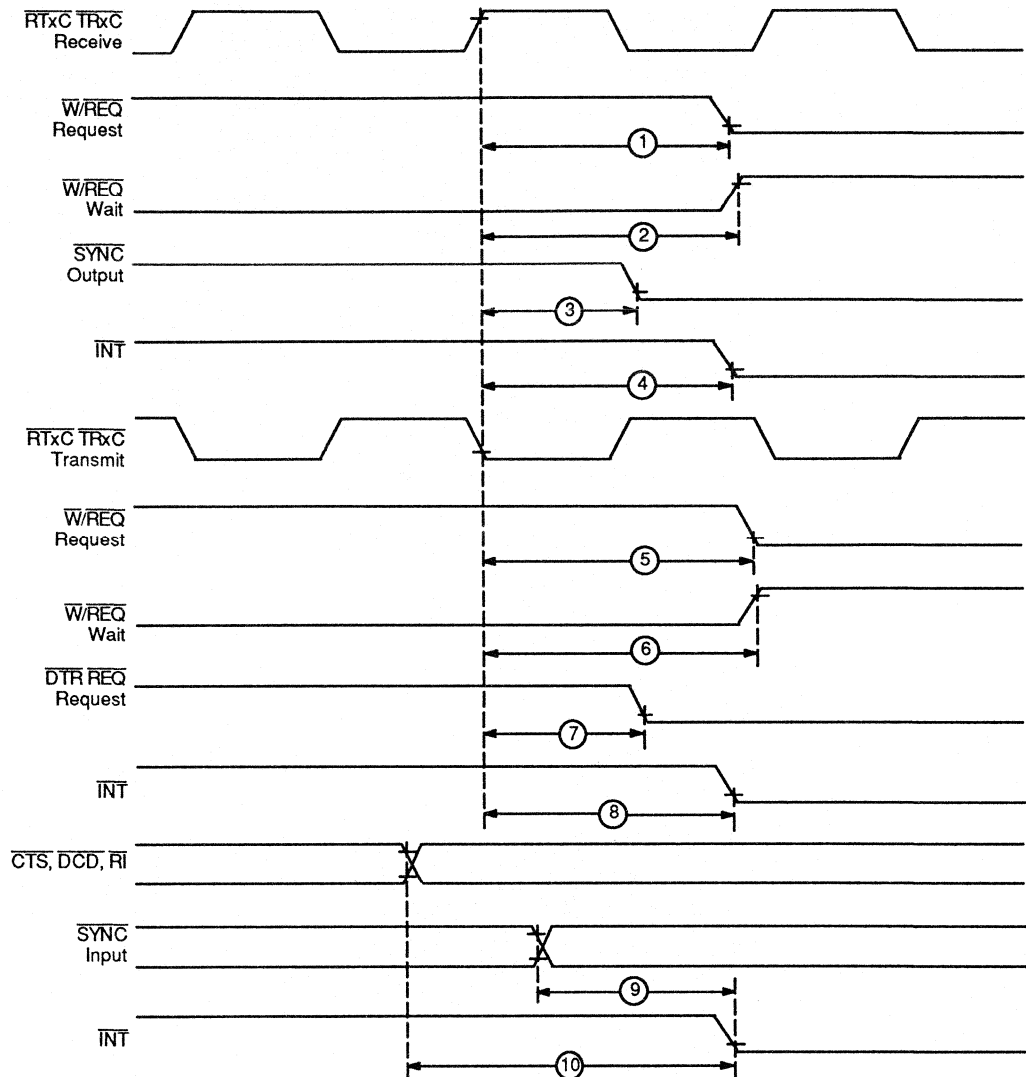 RTxC TRxC
Receive
W/REQ
Request
1
W/REQ
Wait
2
SYNC
Output
3
INT
4
RTxC TRxC
Transmit
W/REQ
Request
5
W/REQ
Wait
6
DTR REQ
Request
7
INT
8
CTS, DCD, RI
SYNC
Input
9
INT
10